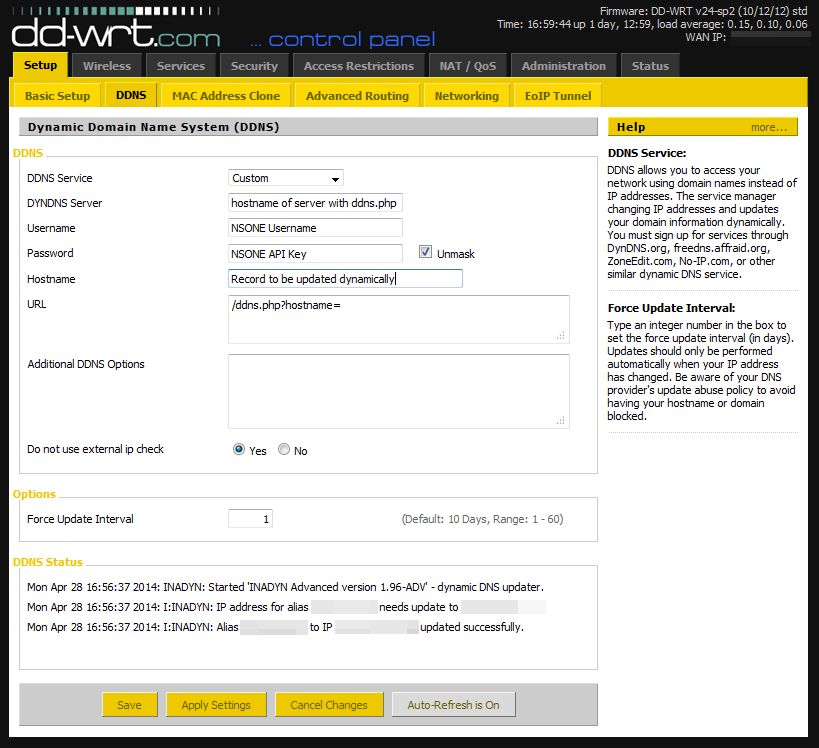 Firmware: DD-WRT v24-sp2 (10/12/12) std
Time: 16:59:44 up 1 day, 12:59, load average: 0.15, 0.10, 0.06
WAN IP:
dd-wrt.com ... control panel
Setup Wireless Services Security Access Restrictions NAT / QoS Administration Status
Basic Setup DDNS MAC Address Clone Advanced Routing Networking EoIP Tunnel
Dynamic Domain Name System (DDNS)
DDNS
DDNS Service Custom
DYNDNS Server hostname of server with ddns.php
Username NSONE Username
Password NSONE API Key Unmask
Hostname Record to be updated dynamically
URL /ddns.php?hostname=
Additional DDNS Options
Do not use external ip check Yes No
Options
Force Update Interval 1 (Default: 10 Days, Range: 1 - 60)
DDNS Status
Mon Apr 28 16:56:37 2014: INADYN: Started 'INADYN Advanced version 1.96-ADV' - dynamic DNS updater.
Mon Apr 28 16:56:37 2014: I:INADYN: IP address for alias needs update to
Mon Apr 28 16:56:37 2014: I:INADYN: Alias to IP updated successfully.
Save Apply Settings Cancel Changes Auto-Refresh is On
Help more...
DDNS Service:
DDNS allows you to access your
network using domain names instead of
IP addresses. The service manager
changing IP addresses and updates
your domain information dynamically.
You must sign up for services through
DynDNS.org, freedns.affraid.org,
ZoneEdit.com, No-IP.com, or other
similar dynamic DNS service.
Force Update Interval:
Type an integer number in the box to
set the force update interval (in days).
Updates should only be performed
automatically when your IP address
has changed. Be aware of your DNS
provider's update abuse policy to avoid
having your hostname or domain
blocked.